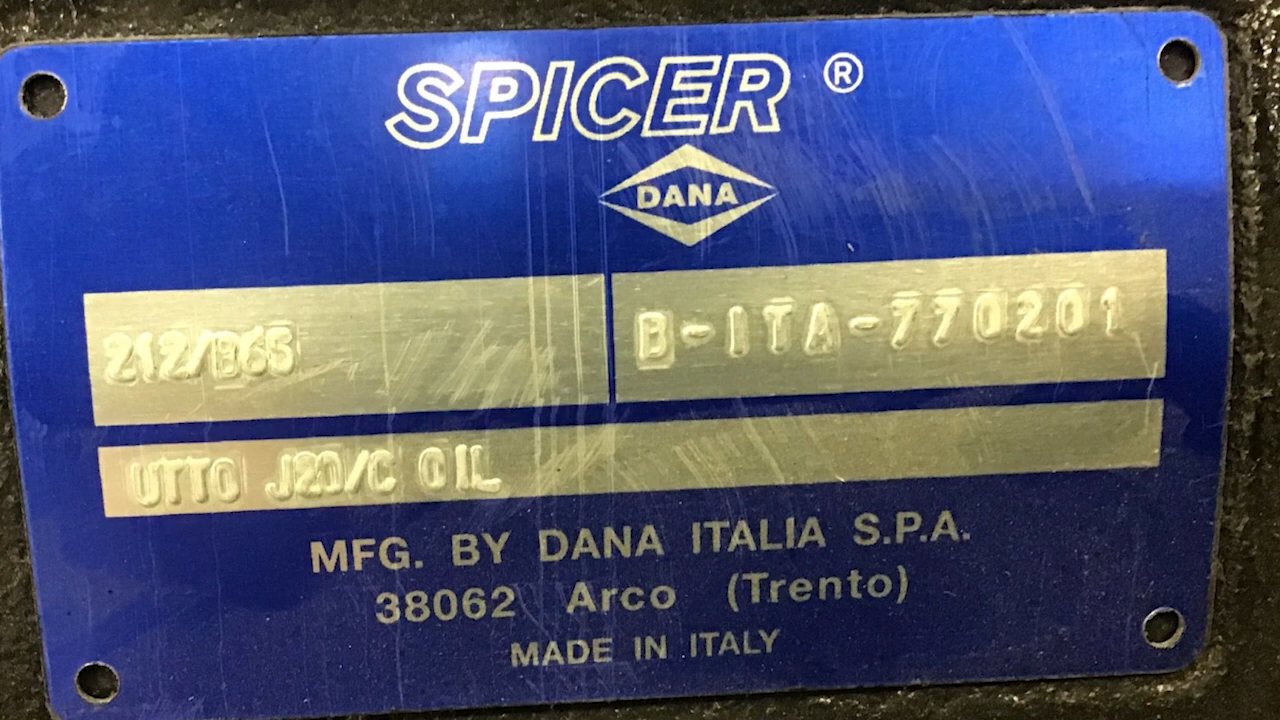 SPICER ®
DANA
212/B65
B-ITA-770201
UTTO J20/C OIL
MFG. BY DANA ITALIA S.P.A.
38062 Arco (Trento)
MADE IN ITALY